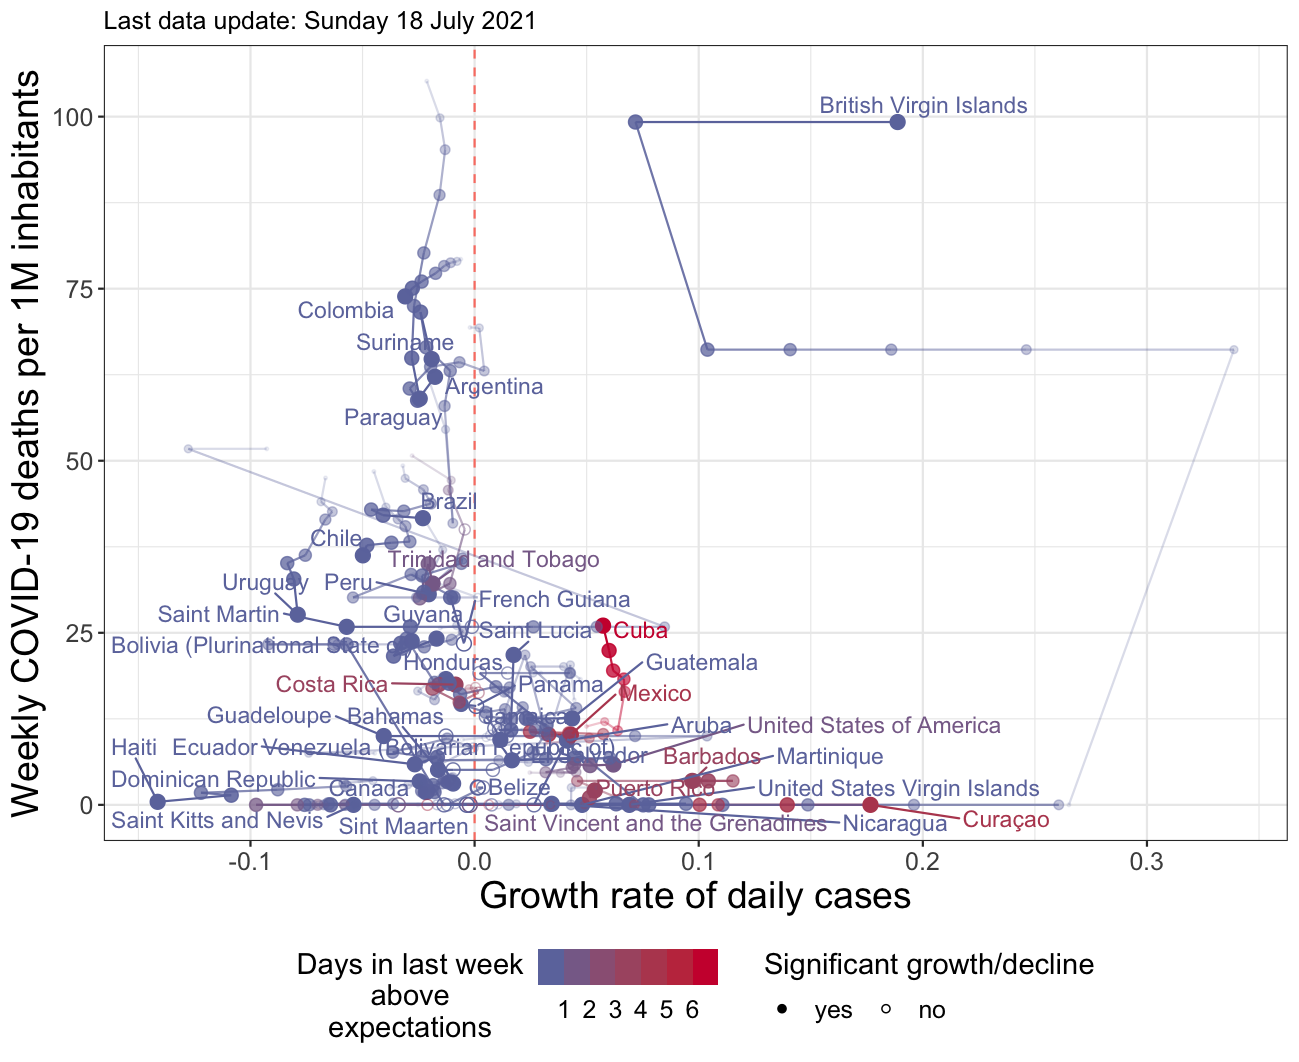 Last data update: Sunday 18 July 2021
Weekly COVID-19 deaths per 1M inhabitants
100
75
50
25
0
British Virgin Islands
Colombia
Suriname
Argentina
Paraguay
Brazil
Chile
Trinidad and Tobago
Uruguay
Peru
French Guiana
Saint Martin
Guyana
Saint Lucia
Cuba
Bolivia (Plurinational State of)
Honduras
Guatemala
Costa Rica
Panama
Mexico
Guadeloupe
Bahamas
Jamaica
Aruba
United States of America
Haiti
Ecuador
Venezuela (Bolivarian Republic of)
El Salvador
Barbados
Martinique
Dominican Republic
Canada
Belize
Puerto Rico
United States Virgin Islands
Saint Kitts and Nevis
Sint Maarten
Saint Vincent and the Grenadines
Nicaragua
Curaçao
-0.1
0.0
0.1
0.2
0.3
Growth rate of daily cases
Days in last week
above
expectations
1 2 3 4 5 6
Significant growth/decline
yes
no